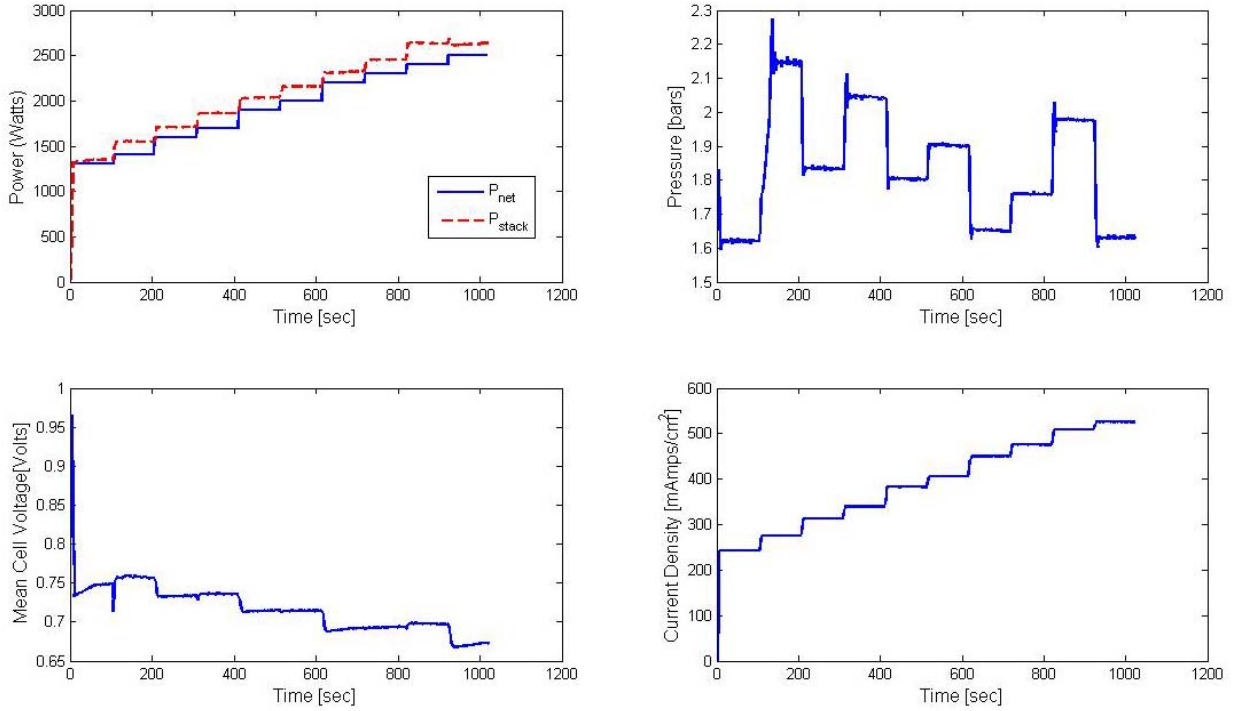 3000
2500
2000
1500
1000
500
0
Power (Watts)
P_net
P_stack
0 200 400 600 800 1000 1200
Time [sec]
2.3
2.2
2.1
2
1.9
1.8
1.7
1.6
1.5
Pressure [bars]
0 200 400 600 800 1000 1200
Time [sec]
1
0.95
0.9
0.85
0.8
0.75
0.7
0.65
Mean Cell Voltage[Volts]
0 200 400 600 800 1000 1200
Time [sec]
600
500
400
300
200
100
0
Current Density [mAmps/cm²]
0 200 400 600 800 1000 1200
Time [sec]